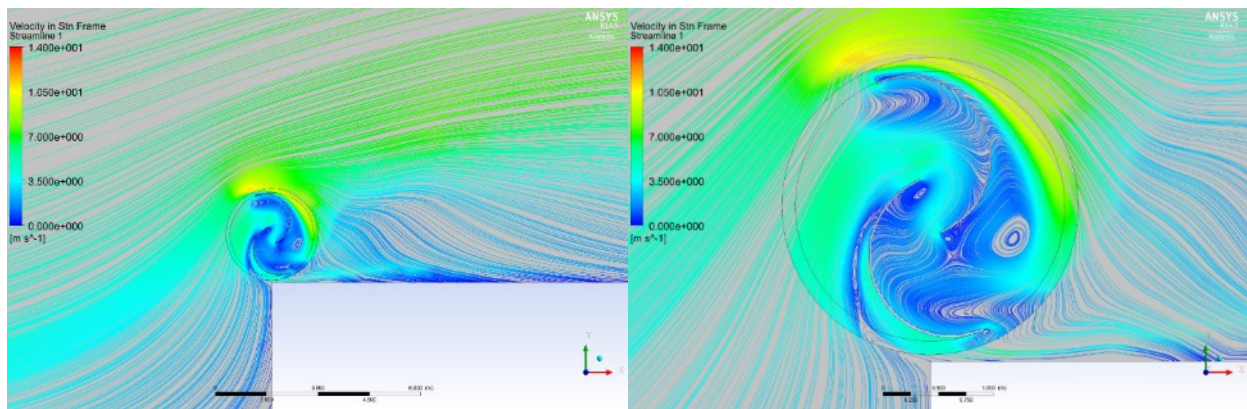 Velocity in Stn Frame
Streamline 1
1.400e+001
1.050e+001
7.000e+000
3.500e+000
0.000e+000
[m s^-1]
ANSYS
Y
X
0
Velocity in Stn Frame
Streamline 1
1.400e+001
1.050e+001
7.000e+000
3.500e+000
0.000e+000
[m s^-1]
ANSYS
Y
X
0